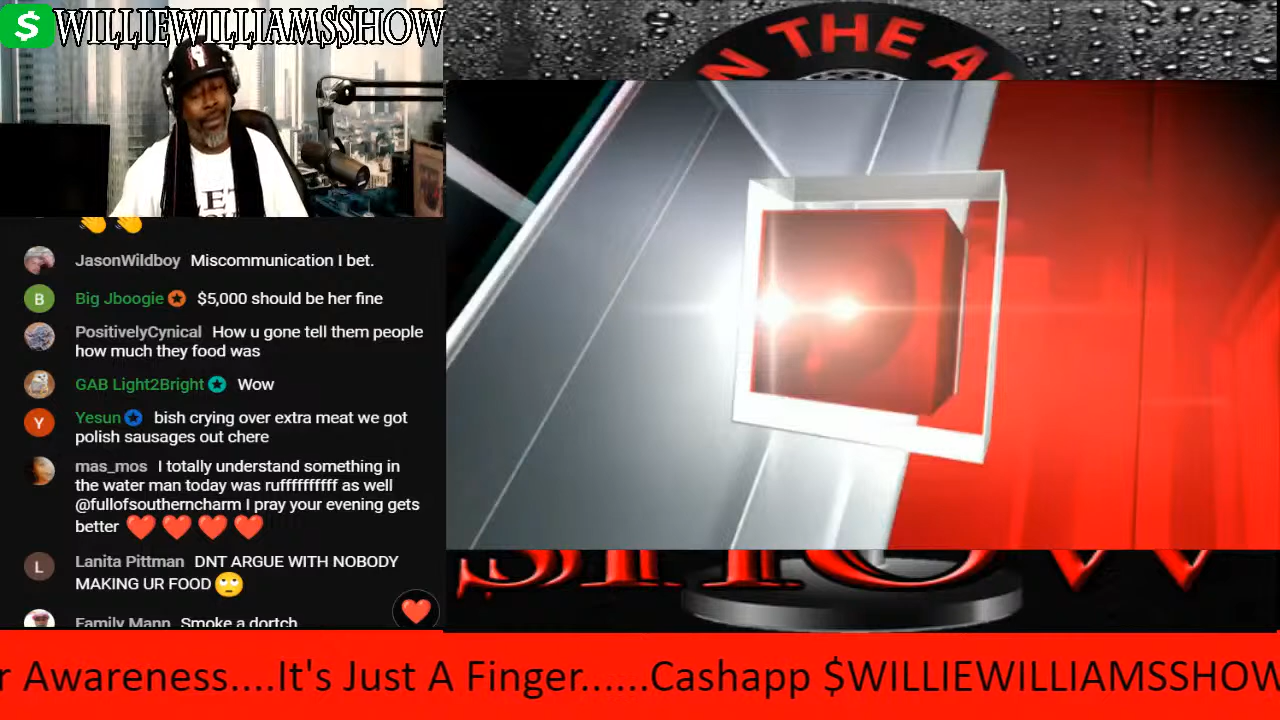 $ WILLIEWILLIAMSSHOW
N THE A
JasonWildboy Miscommunication I bet.
B Big Jboogie $5,000 should be her fine
PositivelyCynical How u gone tell them people
how much they food was
GAB Light2Bright Wow
Y Yesun bish crying over extra meat we got
polish sausages out chere
mas_mos I totally understand something in
the water man today was ruffffffffff as well
@fullofsoutherncharm I pray your evening gets
better ❤️ ❤️ ❤️ ❤️
L Lanita Pittman DNT ARGUE WITH NOBODY
MAKING UR FOOD🙄
Family Mann Smoke a dortch
SHOW
r Awareness....It's Just A Finger......Cashapp $WILLIEWILLIAMSSHOW